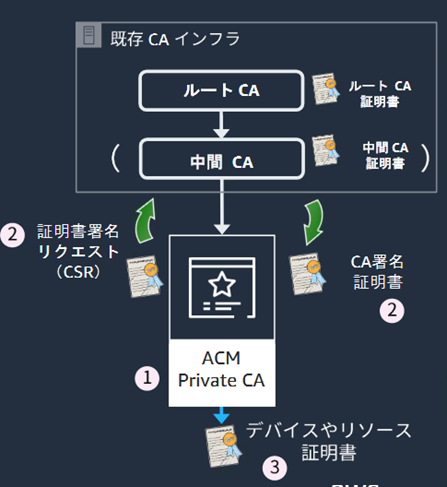 既存 CA インフラ
ルート CA
ルート CA
証明書
(
中間 CA
中間 CA
証明書
)
2
証明書署名
リクエスト
(CSR)
CA署名
証明書
2
1
ACM
Private CA
デバイスやリソース
証明書
3